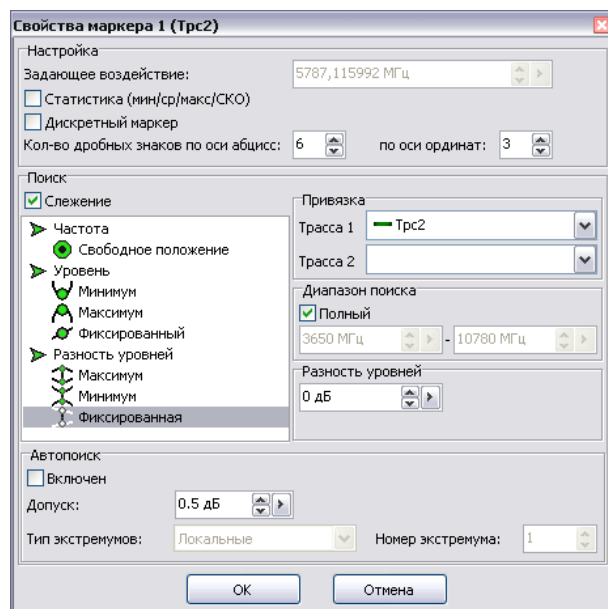 Свойства маркера 1 (Трс2)
Настройка
Задающее воздействие: 5787,115992 МГц
Статистика (мин/ср/макс/СКО)
Дискретный маркер
Кол-во дробных знаков по оси абцисс: 6 по оси ординат: 3
Поиск
Слежение
Частота
Свободное положение
Уровень
Минимум
Максимум
Фиксированный
Разность уровней
Максимум
Минимум
Фиксированная
Привязка
Трасса 1 Трс2
Трасса 2
Диапазон поиска
Полный
3650 МГц - 10780 МГц
Разность уровней
0 дБ
Автопоиск
Включен
Допуск: 0.5 дБ
Тип экстремумов: Локальные Номер экстремума: 1
OK Отмена